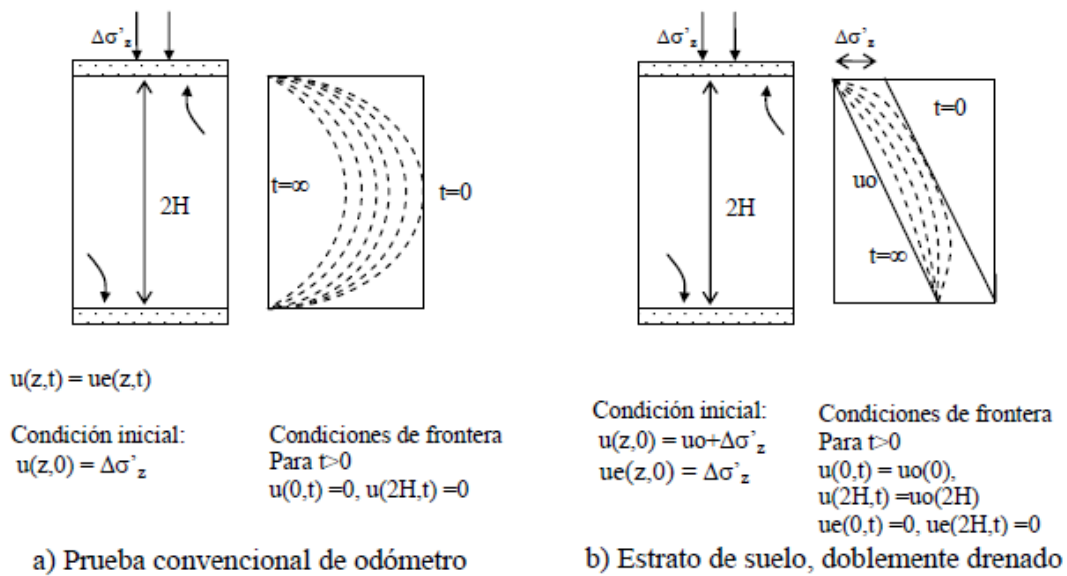 Δσ'z
2H
t=∞
t=0
u(z,t) = ue(z,t)
Condición inicial:
u(z,0) = Δσ'z
Condiciones de frontera
Para t>0
u(0,t) =0, u(2H,t) =0
a) Prueba convencional de odómetro
Δσ'z
2H
Δσ'z
t=0
uo
t=∞
Condición inicial:
u(z,0) = uo+Δσ'z
ue(z,0) = Δσ'z
Condiciones de frontera
Para t>0
u(0,t) = uo(0),
u(2H,t) =uo(2H)
ue(0,t) =0, ue(2H,t) =0
b) Estrato de suelo, doblemente drenado